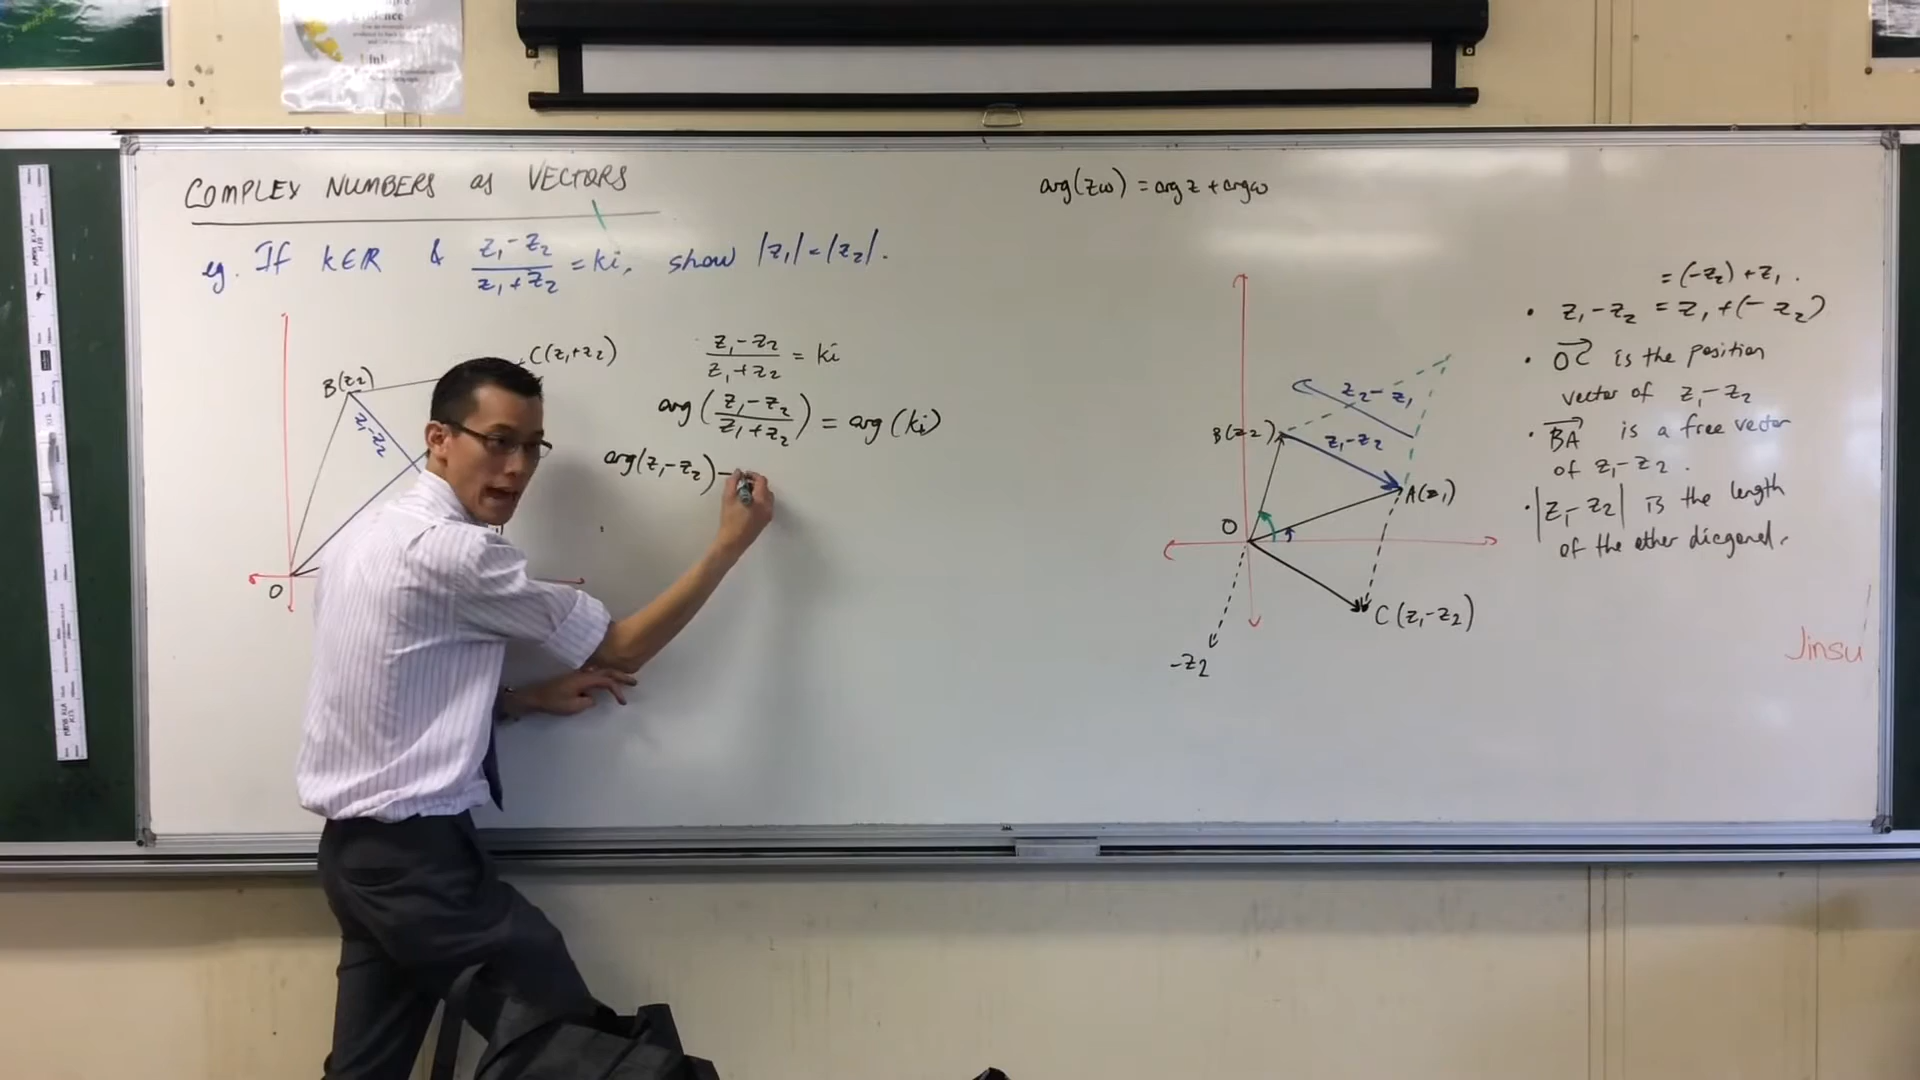 COMPLEX NUMBERS as VECTORS
eg. If k∈ℝ & (z₁-z₂)/(z₁+z₂) = ki, show |z₁| = |z₂|.
B(z₂)
C(z₁+z₂)
z₁-z₂
O
(z₁-z₂)/(z₁+z₂) = ki
arg((z₁-z₂)/(z₁+z₂)) = arg(ki)
arg(z₁-z₂) -
arg(zω) = arg z + arg ω
z₂-z₁
B(z₂)
z₁-z₂
A(z₁)
O
C(z₁-z₂)
-z₂
= (-z₂) + z₁.
• z₁-z₂ = z₁ + (-z₂)
• OC→ is the position
vector of z₁-z₂
• BA→ is a free vector
of z₁-z₂.
• |z₁-z₂| is the length
of the other diagonal.
Jinsu